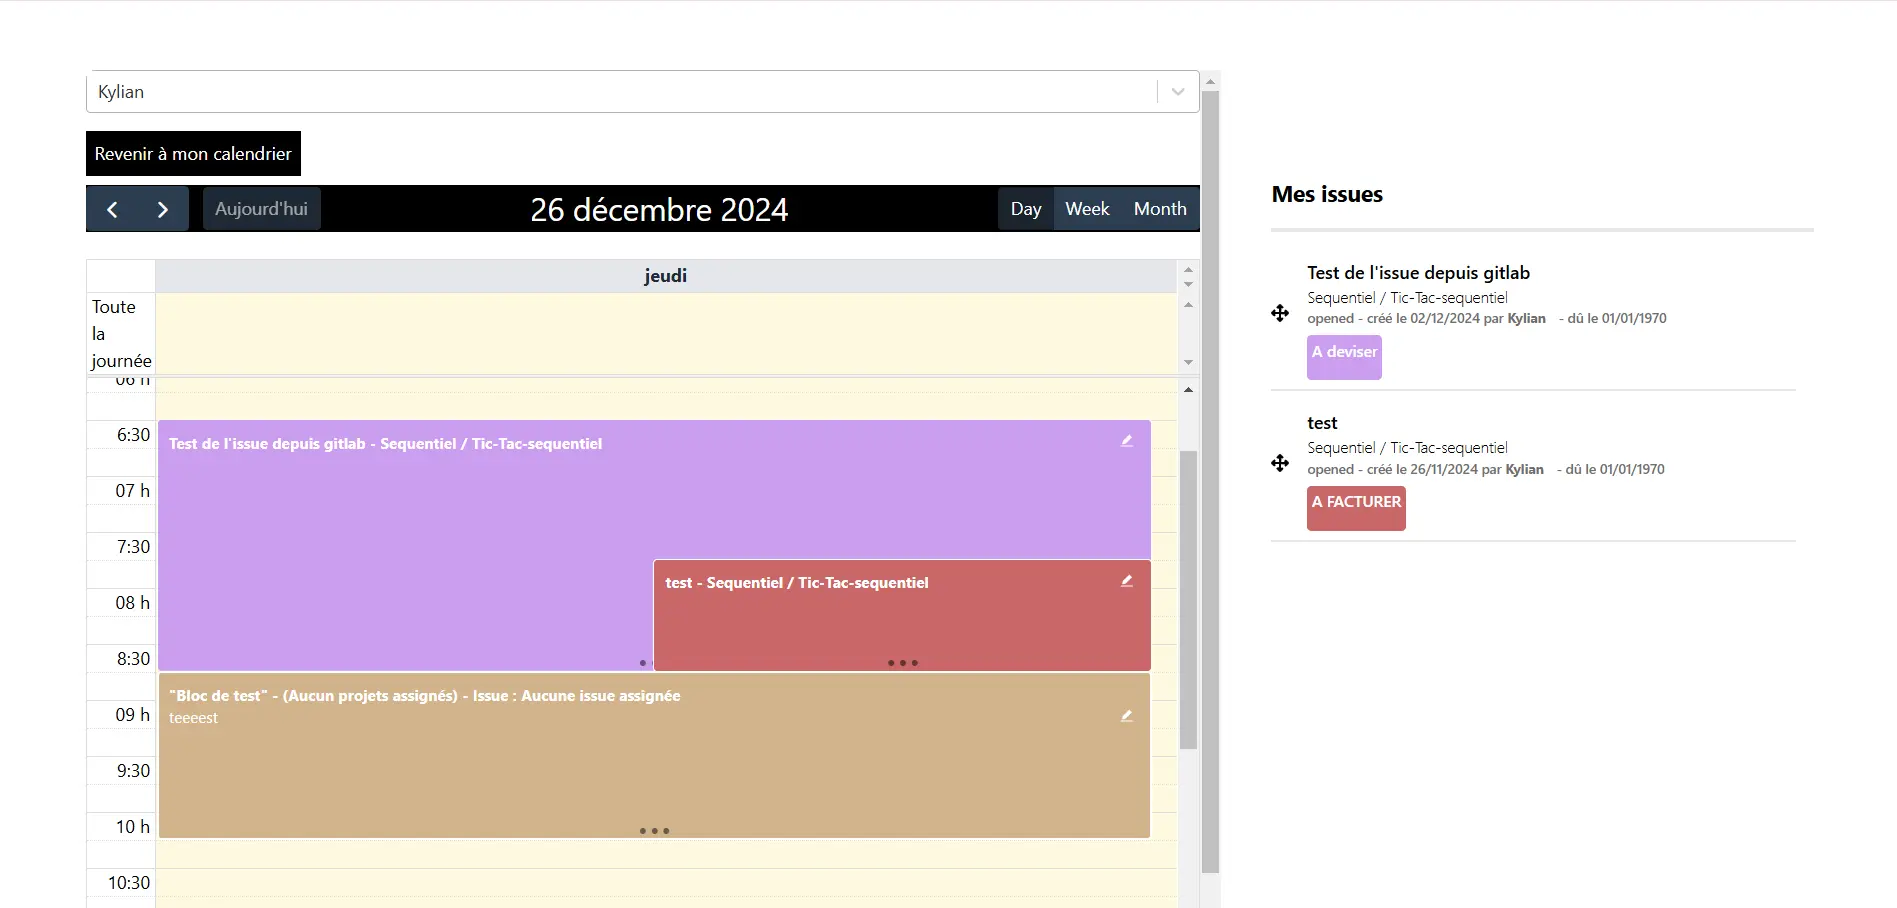 Kylian
Revenir à mon calendrier
Aujourd'hui
26 décembre 2024
Day Week Month
jeudi
Toute
la
journée
06 h
6:30
Test de l'issue depuis gitlab - Sequentiel / Tic-Tac-sequentiel
07 h
7:30
test - Sequentiel / Tic-Tac-sequentiel
08 h
8:30
"Bloc de test" - (Aucun projets assignés) - Issue : Aucune issue assignée
teeeest
09 h
9:30
10 h
10:30
Mes issues
Test de l'issue depuis gitlab
Sequentiel / Tic-Tac-sequentiel
opened - créé le 02/12/2024 par Kylian - dû le 01/01/1970
A deviser
test
Sequentiel / Tic-Tac-sequentiel
opened - créé le 26/11/2024 par Kylian - dû le 01/01/1970
A FACTURER